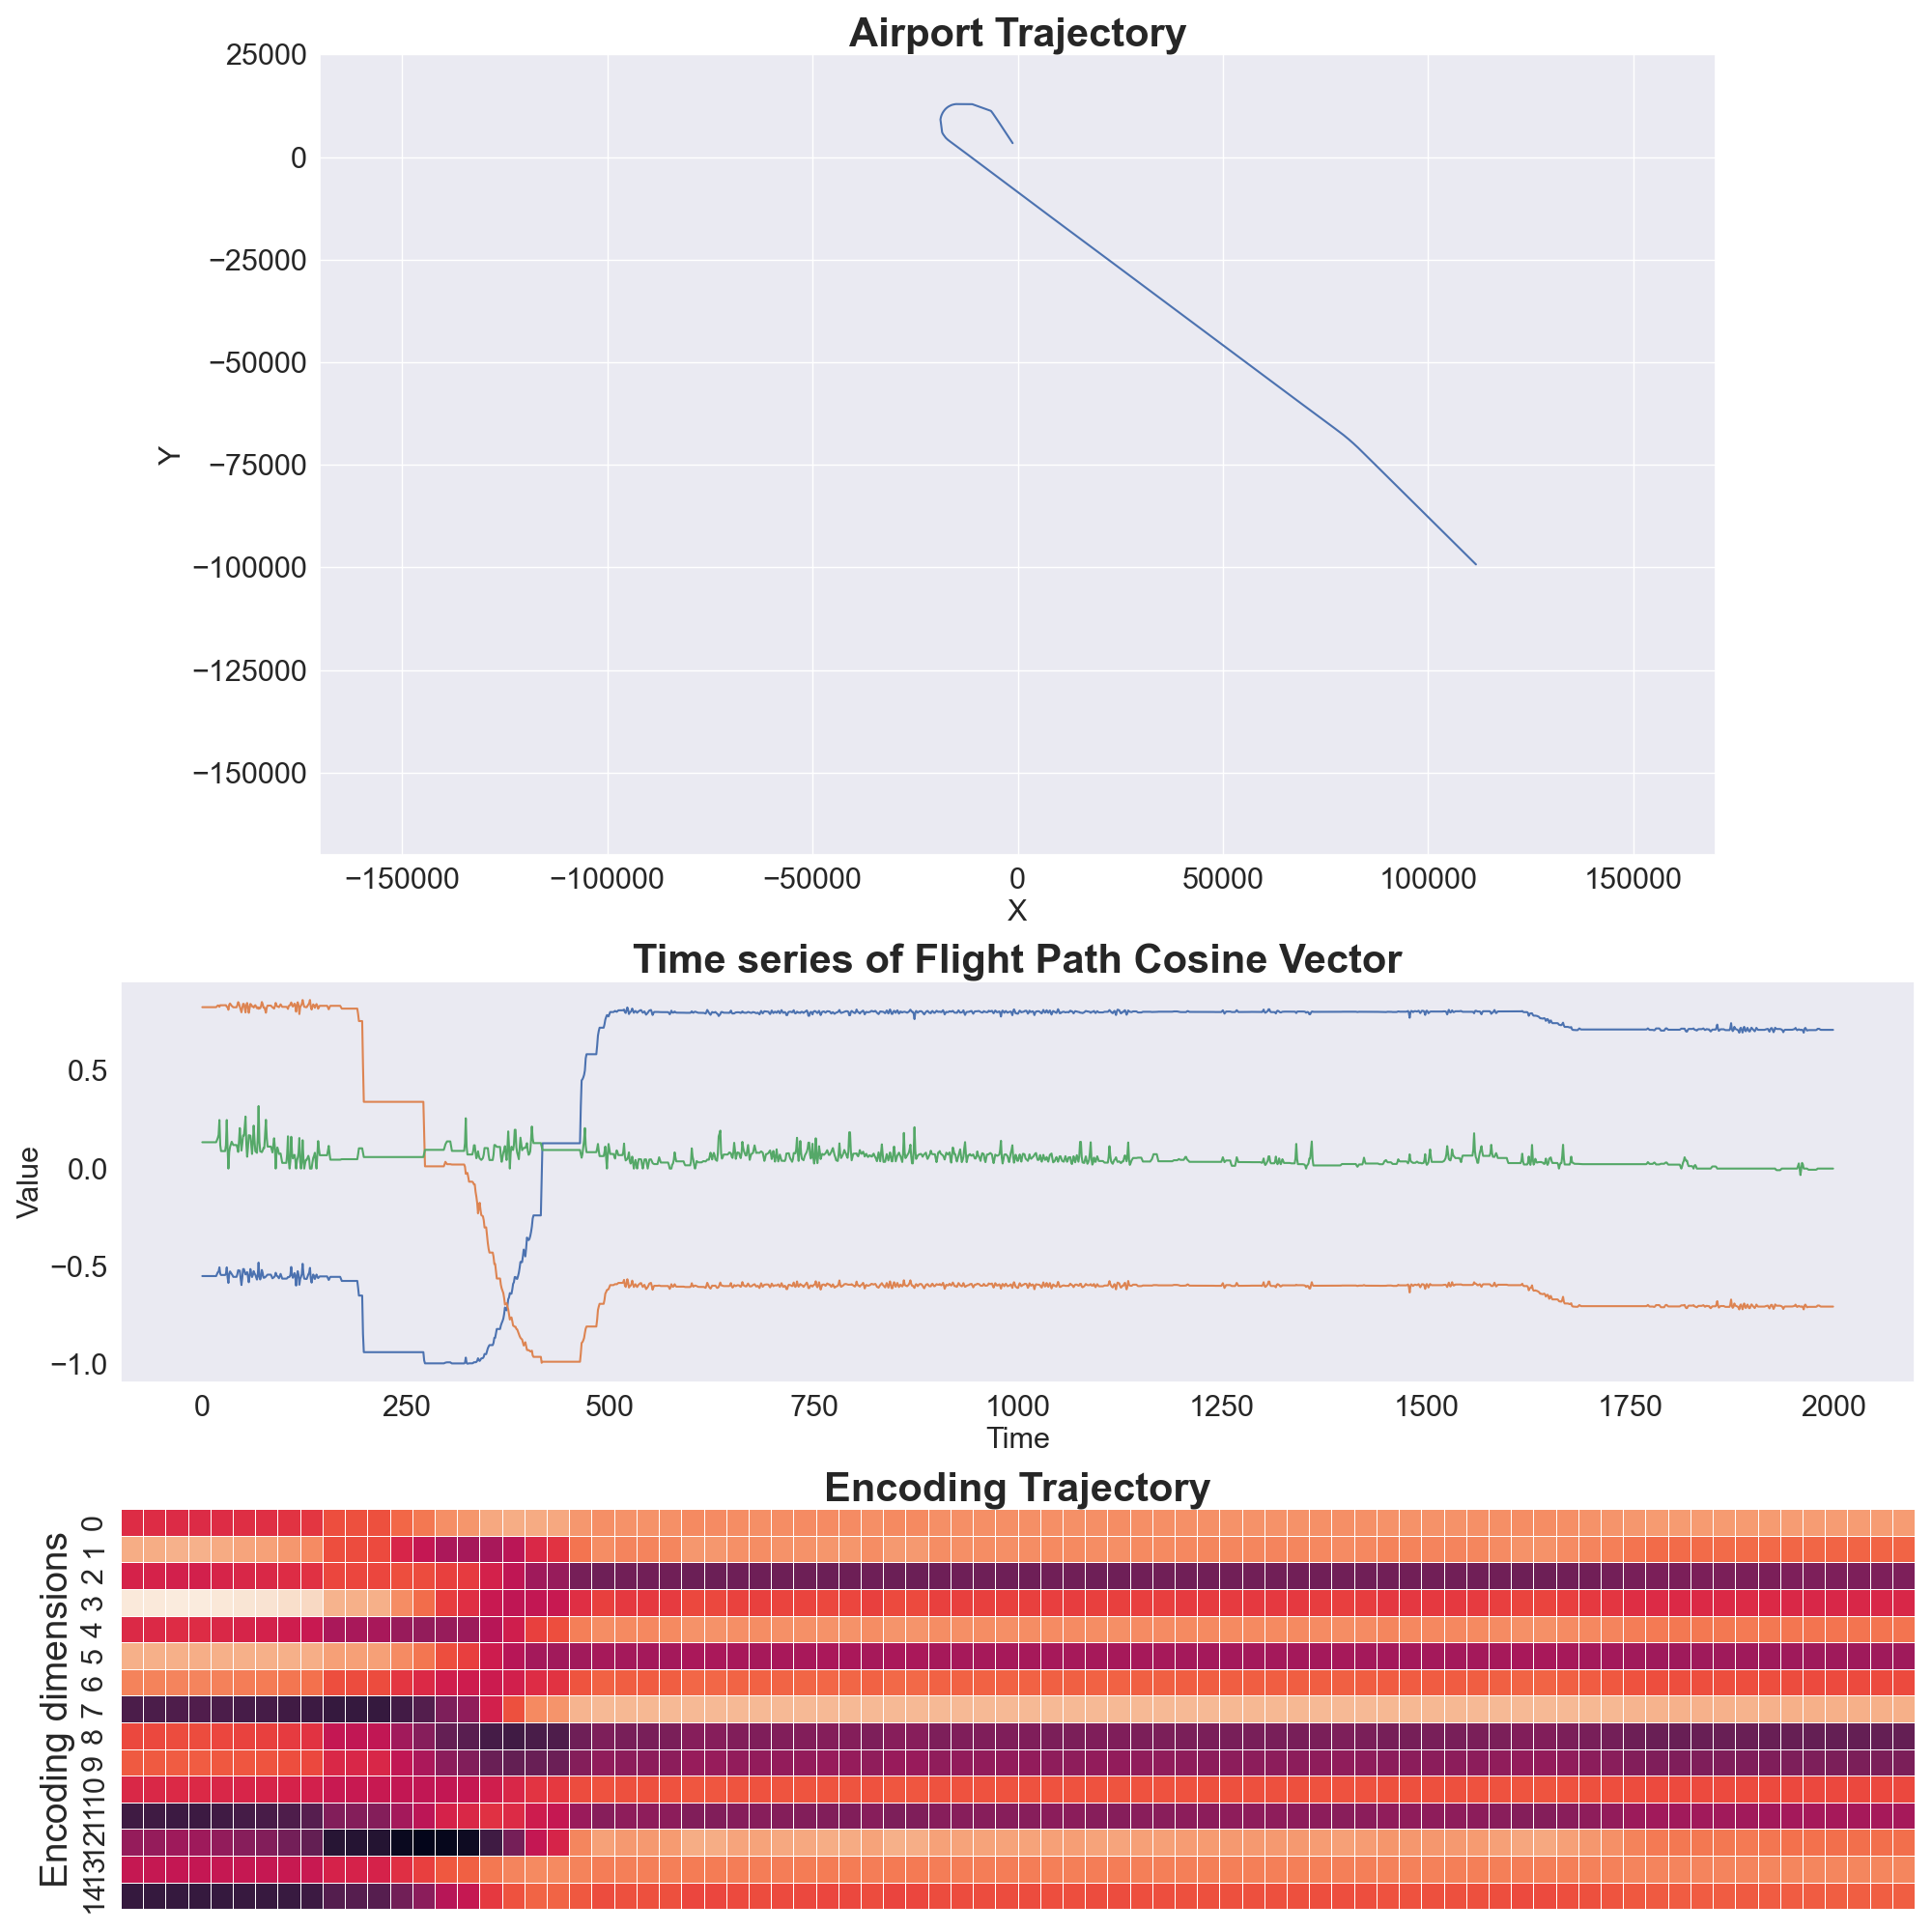 Airport Trajectory
25000
0
−25000
−50000
−75000
−100000
−125000
−150000
Y
−150000 −100000 −50000 0 50000 100000 150000
X
Time series of Flight Path Cosine Vector
0.5
0.0
−0.5
−1.0
Value
0 250 500 750 1000 1250 1500 1750 2000
Time
Encoding Trajectory
Encoding dimensions
0
1
2
3
4
5
6
7
8
9
10
11
12
13
14